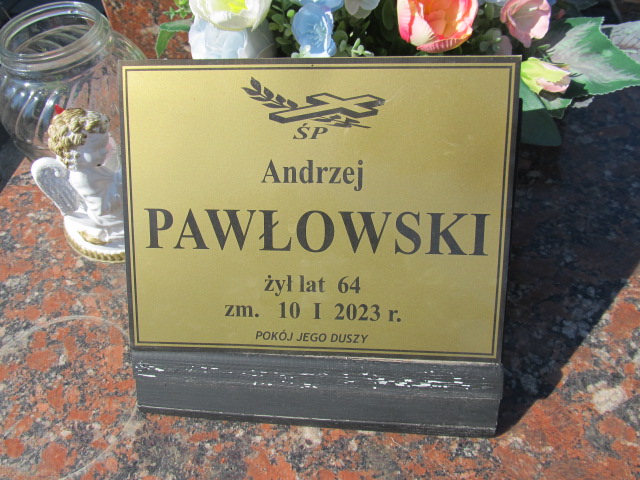 ŚP
Andrzej
PAWŁOWSKI
żył lat 64
zm. 10 I 2023 r.
POKÓJ JEGO DUSZY